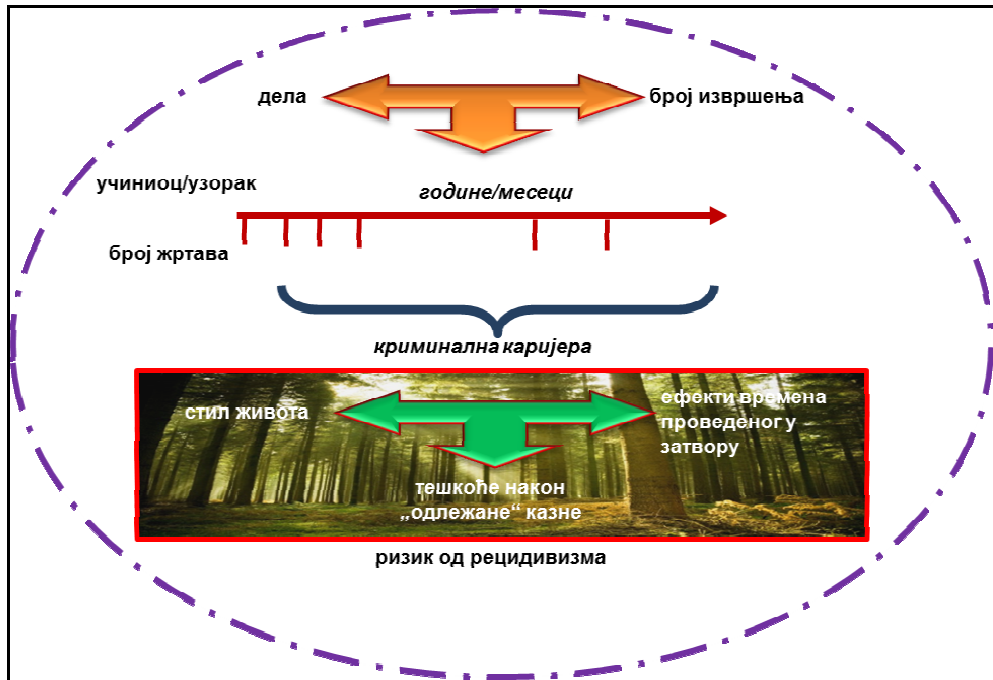 дела
број извршења
учиниоц/узорак
године/месеци
број жртава
криминална каријера
стил живота
ефекти времена
проведеног у
затвору
тешкоће након
„одлежане“ казне
ризик од рецидивизма